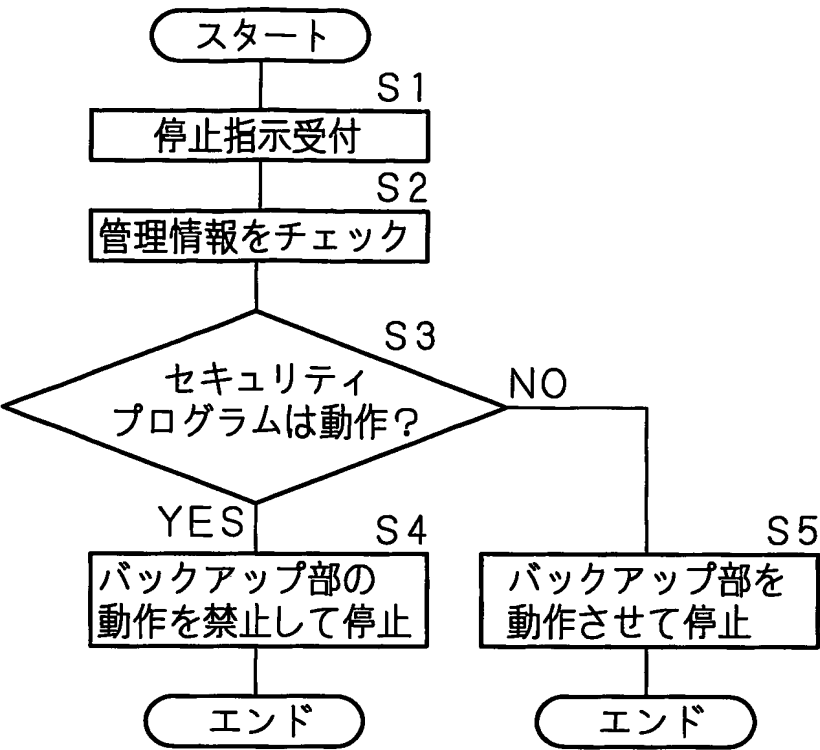 スタート
S1
停止指示受付
S2
管理情報をチェック
S3
セキュリティ
プログラムは動作？
NO
YES
S4
バックアップ部の
動作を禁止して停止
S5
バックアップ部を
動作させて停止
エンド
エンド